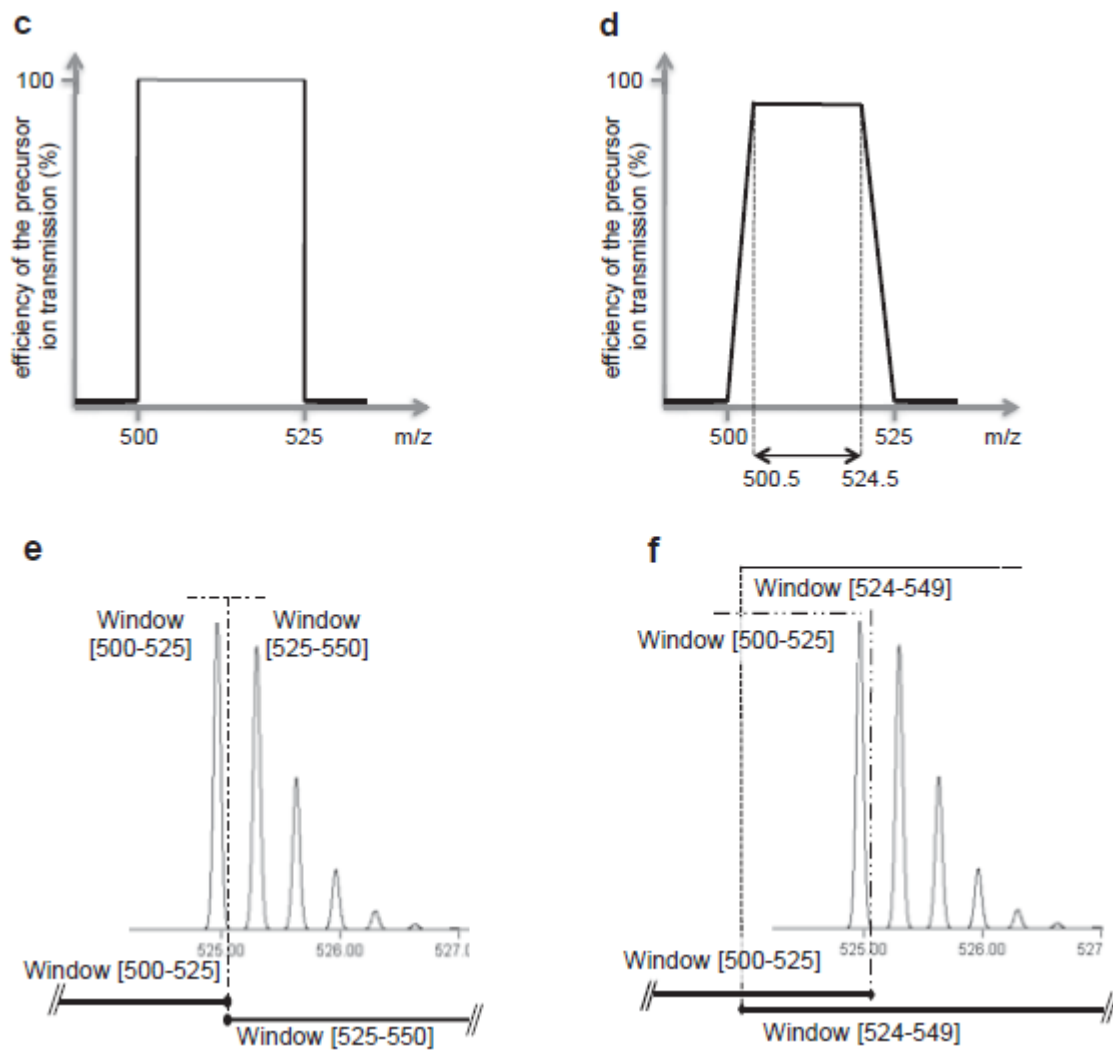 c
100
efficiency of the precursor
ion transmission (%)
500
525
m/z
d
100
efficiency of the precursor
ion transmission (%)
500
525
m/z
500.5
524.5
e
Window
[500-525]
Window
[525-550]
525.00
526.00
527.0
Window [500-525]
Window [525-550]
f
Window [524-549]
Window [500-525]
525.00
526.00
527
Window [500-525]
Window [524-549]